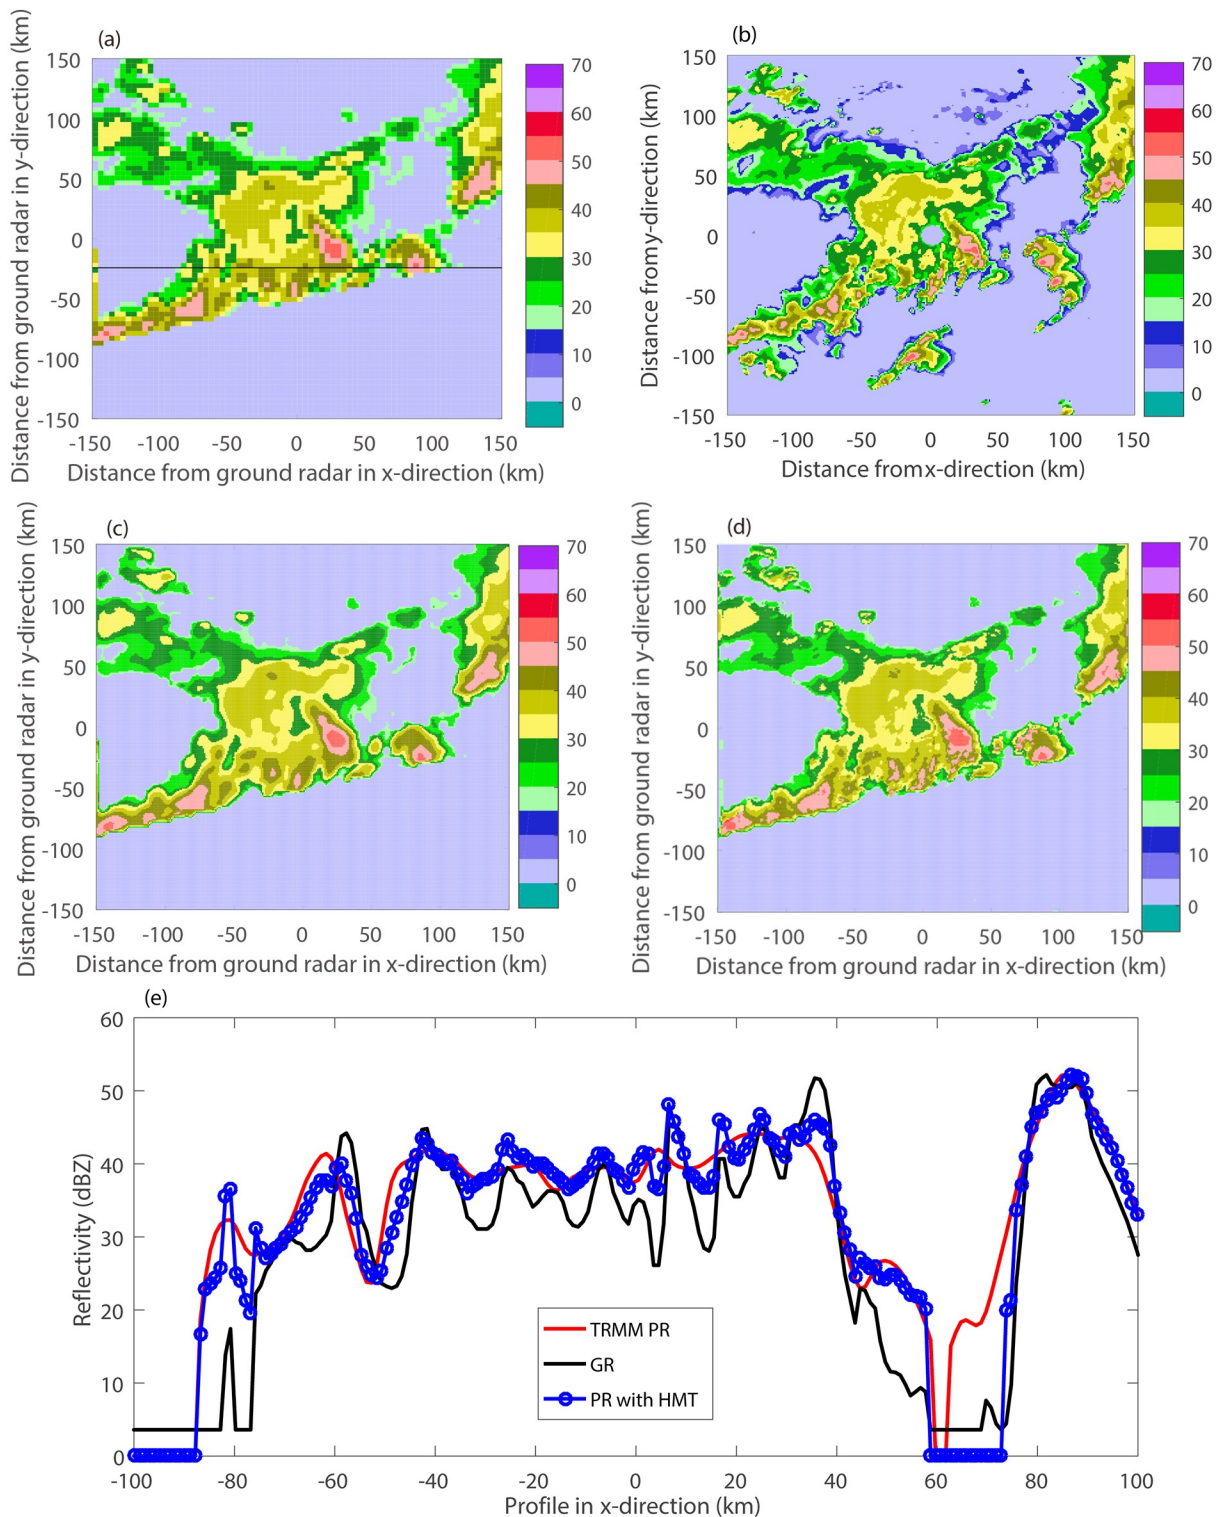 (a)
Distance from ground radar in y-direction (km)
150
100
50
0
-50
-100
-150
-150 -100 -50 0 50 100 150
Distance from ground radar in x-direction (km)
70
60
50
40
30
20
10
0
(b)
Distance fromy-direction (km)
150
100
50
0
-50
-100
-150
-150 -100 -50 0 50 100 150
Distance fromx-direction (km)
70
60
50
40
30
20
10
0
(c)
Distance from ground radar in y-direction (km)
150
100
50
0
-50
-100
-150
-150 -100 -50 0 50 100 150
Distance from ground radar in x-direction (km)
70
60
50
40
30
20
10
0
(d)
Distance from ground radar in y-direction (km)
150
100
50
0
-50
-100
-150
-150 -100 -50 0 50 100 150
Distance from ground radar in x-direction (km)
70
60
50
40
30
20
10
0
(e)
Reflectivity (dBZ)
60
50
40
30
20
10
0
TRMM PR
GR
PR with HMT
-100 -80 -60 -40 -20 0 20 40 60 80 100
Profile in x-direction (km)